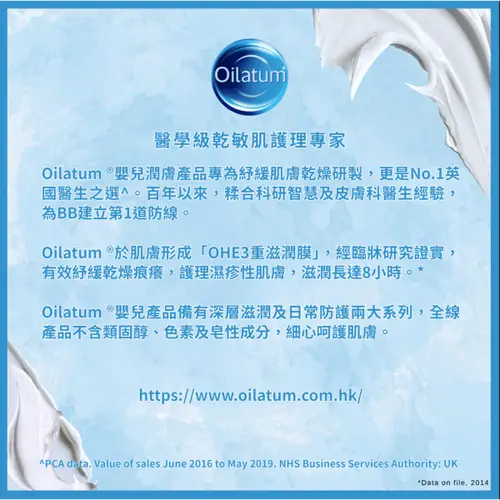 Oilatum
醫學級乾敏肌護理專家
Oilatum ®嬰兒潤膚產品專為紓緩肌膚乾燥研製，更是No.1英
國醫生之選^。百年以來，糅合科研智慧及皮膚科醫生經驗，
為BB建立第1道防線。
Oilatum ®於肌膚形成「OHE3重滋潤膜」，經臨牀研究證實，
有效紓緩乾燥痕癢，護理濕疹性肌膚，滋潤長達8小時。*
Oilatum ®嬰兒產品備有深層滋潤及日常防護兩大系列，全線
產品不含類固醇、色素及皂性成分，細心呵護肌膚。
https://www.oilatum.com.hk/
^PCA data. Value of sales June 2016 to May 2019. NHS Business Services Authority: UK
*Data on file, 2014